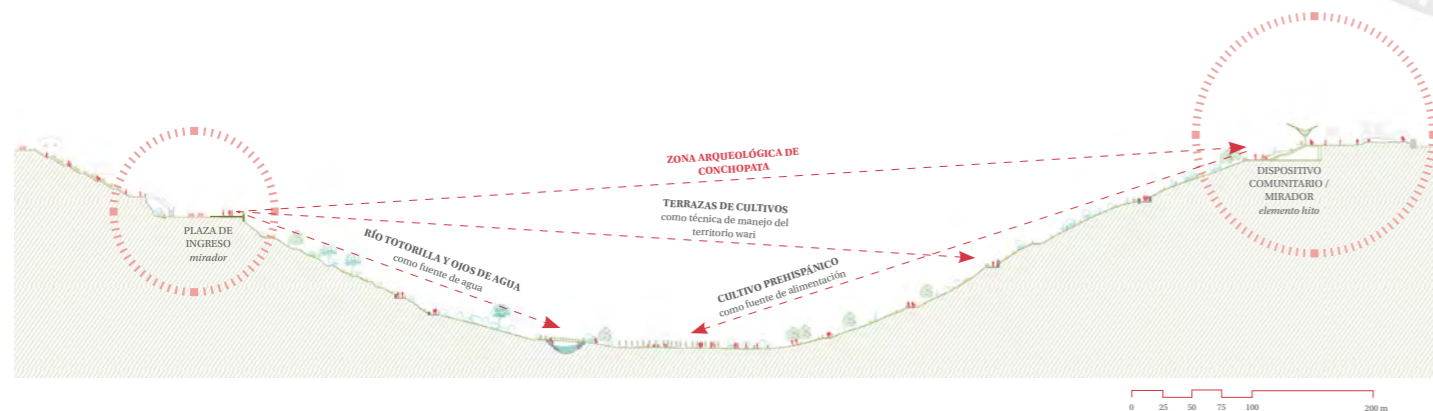 ZONA ARQUEOLÓGICA DE
CONCHOPATA
TERRAZAS DE CULTIVOS
como técnica de manejo del
territorio wari
PLAZA DE
INGRESO
mirador
RÍO TOTORILLA Y OJOS DE AGUA
como fuente de agua
CULTIVO PREHISPÁNICO
como fuente de alimentación
DISPOSITIVO
COMUNITARIO /
MIRADOR
elemento hito
0 25 50 75 100 200 m